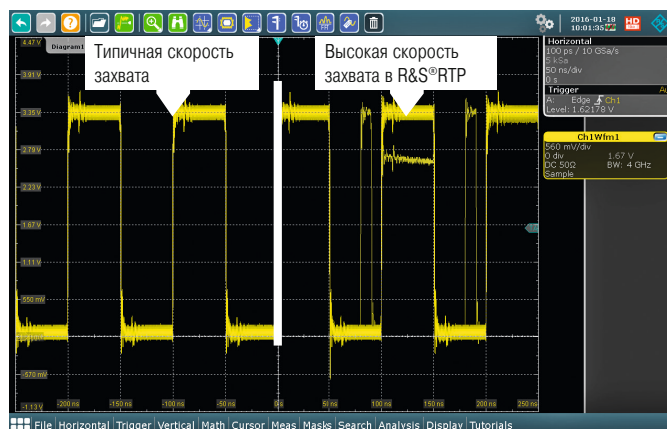 2016-01-18
10:01:35
HD
4.47 V
Diagram1
Типичная скорость
захвата
Высокая скорость
захвата в R&S®RTP
Horizontal
100 ps / 10 GSa/s
5 kSa
50 ns/div
0 s
Trigger
Au
A: Edge Ch1
Level: 1.62178 V
Ch1Wfm1
560 mV/div
0 div 1.67 V
DC 50Ω BW: 4 GHz
Sample
3.91 V
3.35 V
2.79 V
2.23 V
1.67 V
1.11 V
550 mV
-570 mV
-1.13 V
-200 ns -150 ns -100 ns -50 ns 0 s 50 ns 100 ns 150 ns 200 ns 250 ns
File Horizontal Trigger Vertical Math Cursor Meas Masks Search Analysis Display Tutorials